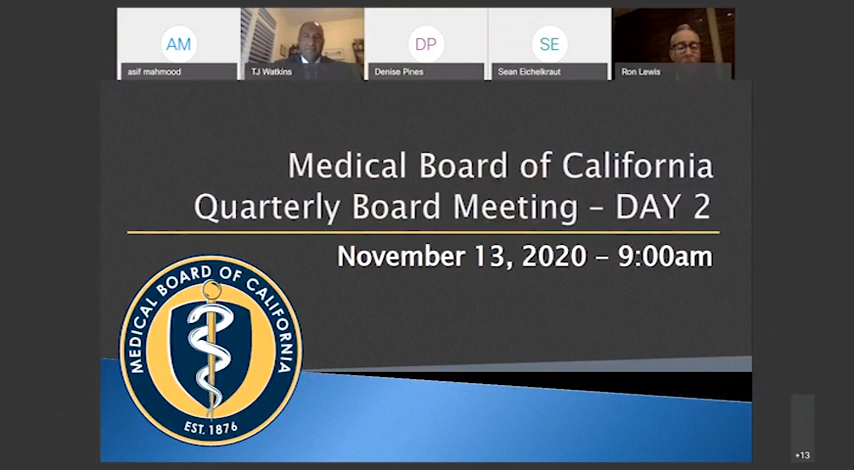 AM
DP
SE
asif mahmood
TJ Watkins
Denise Pines
Sean Eichelkraut
Ron Lewis
Medical Board of California
Quarterly Board Meeting – DAY 2
November 13, 2020 – 9:00am
MEDICAL BOARD OF CALIFORNIA
EST. 1876
+13